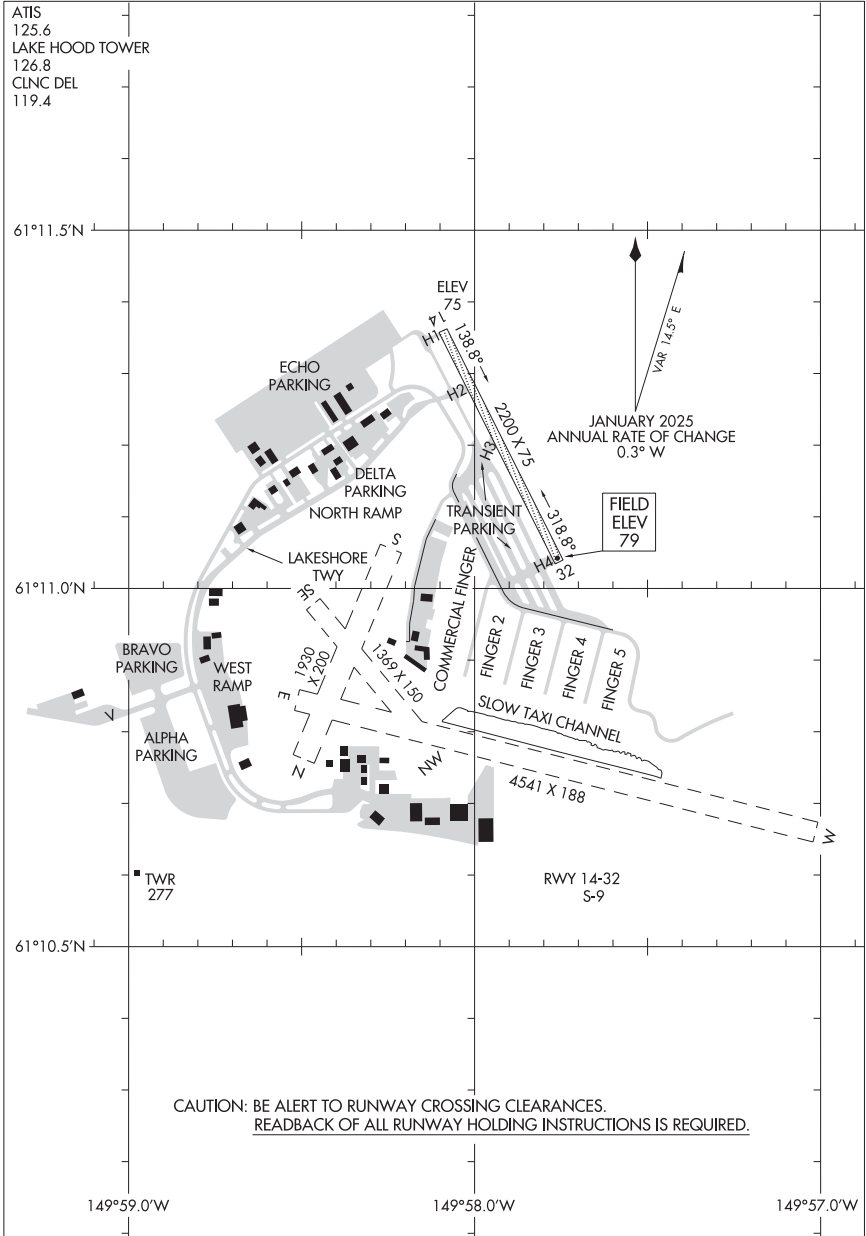 ATIS
125.6
LAKE HOOD TOWER
126.8
CLNC DEL
119.4
61°11.5'N
ELEV
75
14
H1
138.8°
VAR 14.5° E
ECHO
PARKING
H2
2200 X 75
JANUARY 2025
ANNUAL RATE OF CHANGE
0.3° W
H3
DELTA
PARKING
NORTH RAMP
TRANSIENT
PARKING
318.8°
FIELD
ELEV
79
S
LAKESHORE
TWY
H4
32
61°11.0'N
SE
COMMERCIAL FINGER
FINGER 2
FINGER 3
FINGER 4
FINGER 5
BRAVO
PARKING
WEST
RAMP
1930
X 200
1369 X 150
E
V
SLOW TAXI CHANNEL
ALPHA
PARKING
N
NW
4541 X 188
W
TWR
277
RWY 14-32
S-9
61°10.5'N
CAUTION: BE ALERT TO RUNWAY CROSSING CLEARANCES.
READBACK OF ALL RUNWAY HOLDING INSTRUCTIONS IS REQUIRED.
149°59.0'W
149°58.0'W
149°57.0'W